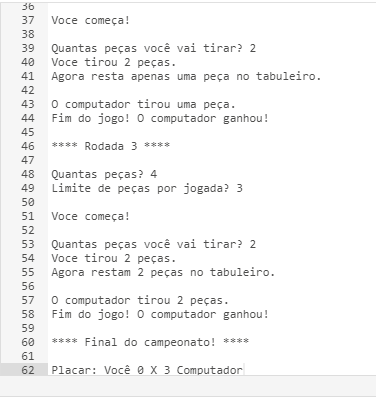 36
37 Voce começa!
38
39 Quantas peças você vai tirar? 2
40 Voce tirou 2 peças.
41 Agora resta apenas uma peça no tabuleiro.
42
43 O computador tirou uma peça.
44 Fim do jogo! O computador ganhou!
45
46 **** Rodada 3 ****
47
48 Quantas peças? 4
49 Limite de peças por jogada? 3
50
51 Voce começa!
52
53 Quantas peças você vai tirar? 2
54 Voce tirou 2 peças.
55 Agora restam 2 peças no tabuleiro.
56
57 O computador tirou 2 peças.
58 Fim do jogo! O computador ganhou!
59
60 **** Final do campeonato! ****
61
62 Placar: Você 0 X 3 Computador